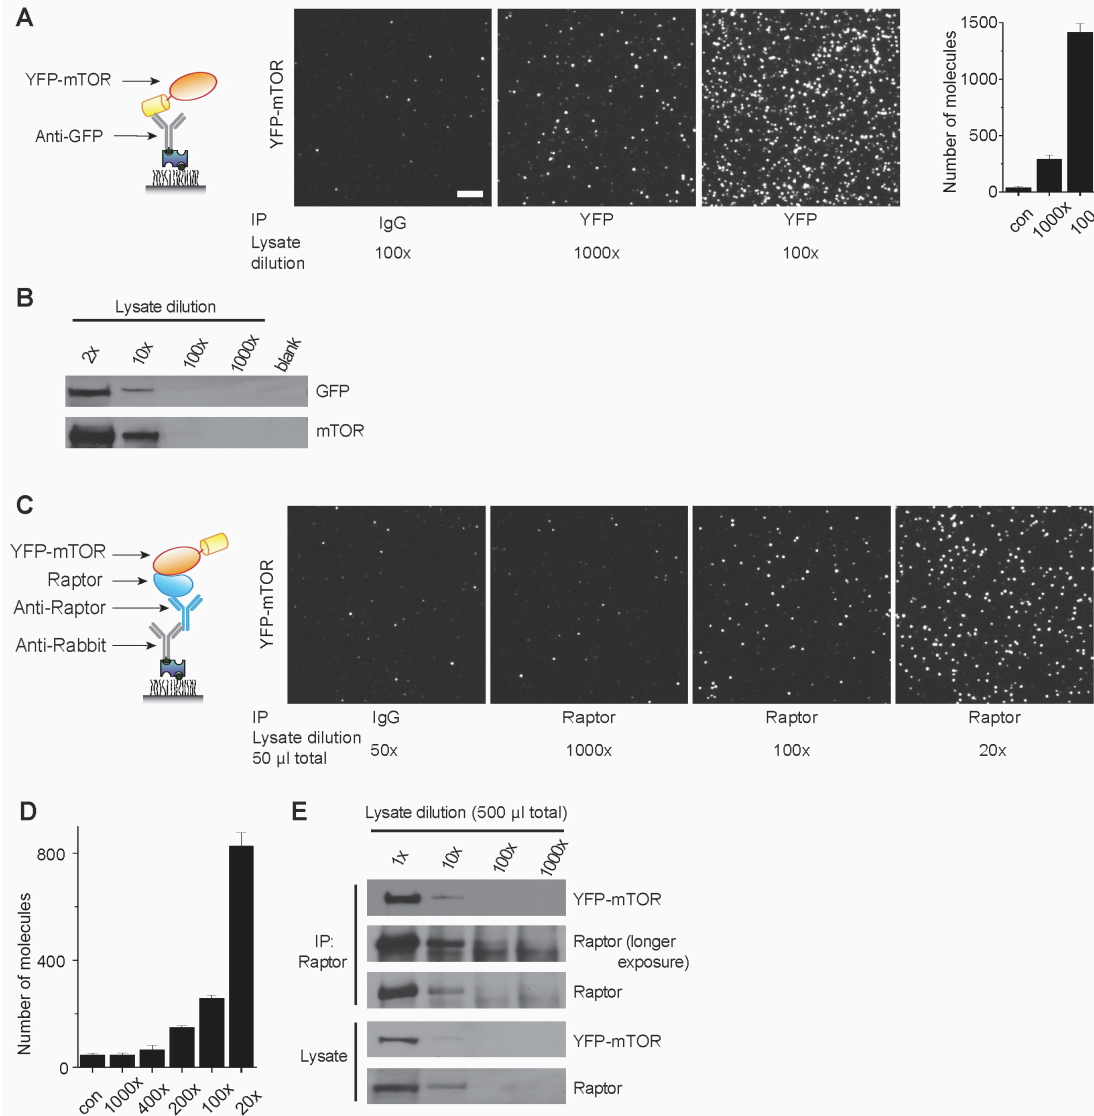 A
YFP-mTOR
Anti-GFP
YFP-mTOR
IP
IgG
YFP
YFP
Lysate
dilution
100x
1000x
100x
Number of molecules
1500
1000
500
0
con
1000x
100
B
Lysate dilution
2x
10x
100x
1000x
blank
GFP
mTOR
C
YFP-mTOR
Raptor
Anti-Raptor
Anti-Rabbit
YFP-mTOR
IP
IgG
Raptor
Raptor
Raptor
Lysate dilution
50 µl total
50x
1000x
100x
20x
D
Number of molecules
800
400
0
con
1000x
400x
200x
100x
20x
E
Lysate dilution (500 µl total)
1x
10x
100x
1000x
IP:
Raptor
YFP-mTOR
Raptor (longer
exposure)
Raptor
Lysate
YFP-mTOR
Raptor